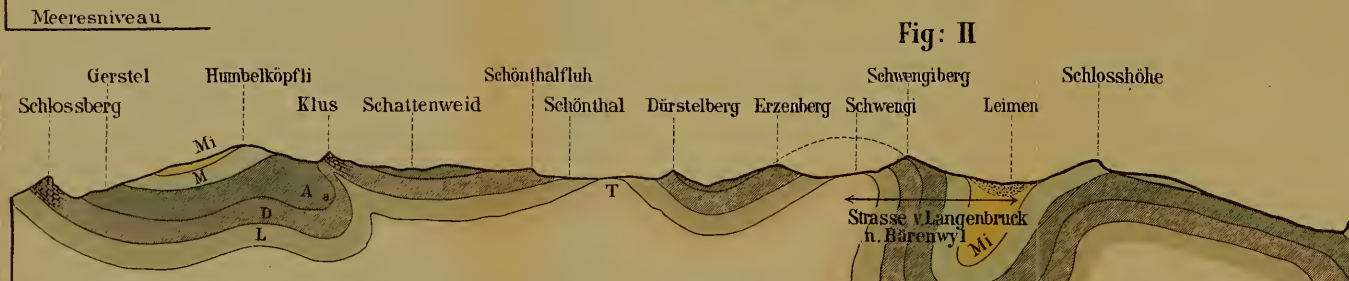 Meeresniveau
Fig: II
Gerstel Humbelköpfli Schönthalfluh Schwengiberg Schlosshöhe
Schlossberg Klus Schattenweid Schönthal Dürstelberg Erzenberg Schwengi Leimen
Mi
M
A
a
T
D
L
Strasse v. Langenbruck
n. Bärenwyl
Mi